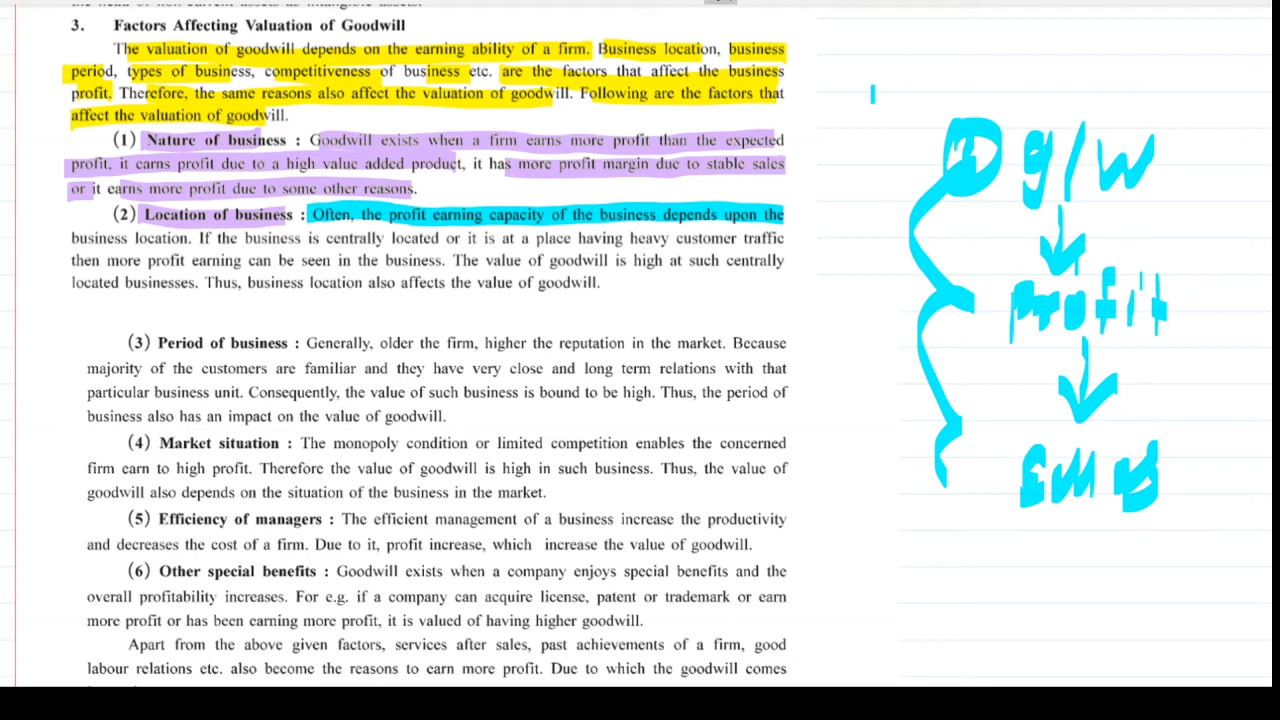 3. Factors Affecting Valuation of Goodwill
The valuation of goodwill depends on the earning ability of a firm. Business location, business
period, types of business, competitiveness of business etc. are the factors that affect the business
profit. Therefore, the same reasons also affect the valuation of goodwill. Following are the factors that
affect the valuation of goodwill.
(1) Nature of business : Goodwill exists when a firm earns more profit than the expected
profit, it earns profit due to a high value added product, it has more profit margin due to stable sales
or it earns more profit due to some other reasons.
(2) Location of business : Often, the profit earning capacity of the business depends upon the
business location. If the business is centrally located or it is at a place having heavy customer traffic
then more profit earning can be seen in the business. The value of goodwill is high at such centrally
located businesses. Thus, business location also affects the value of goodwill.
(3) Period of business : Generally, older the firm, higher the reputation in the market. Because
majority of the customers are familiar and they have very close and long term relations with that
particular business unit. Consequently, the value of such business is bound to be high. Thus, the period of
business also has an impact on the value of goodwill.
(4) Market situation : The monopoly condition or limited competition enables the concerned
firm earn to high profit. Therefore the value of goodwill is high in such business. Thus, the value of
goodwill also depends on the situation of the business in the market.
(5) Efficiency of managers : The efficient management of a business increase the productivity
and decreases the cost of a firm. Due to it, profit increase, which increase the value of goodwill.
(6) Other special benefits : Goodwill exists when a company enjoys special benefits and the
overall profitability increases. For e.g. if a company can acquire license, patent or trademark or earn
more profit or has been earning more profit, it is valued of having higher goodwill.
Apart from the above given factors, services after sales, past achievements of a firm, good
labour relations etc. also become the reasons to earn more profit. Due to which the goodwill comes
g/w
profit